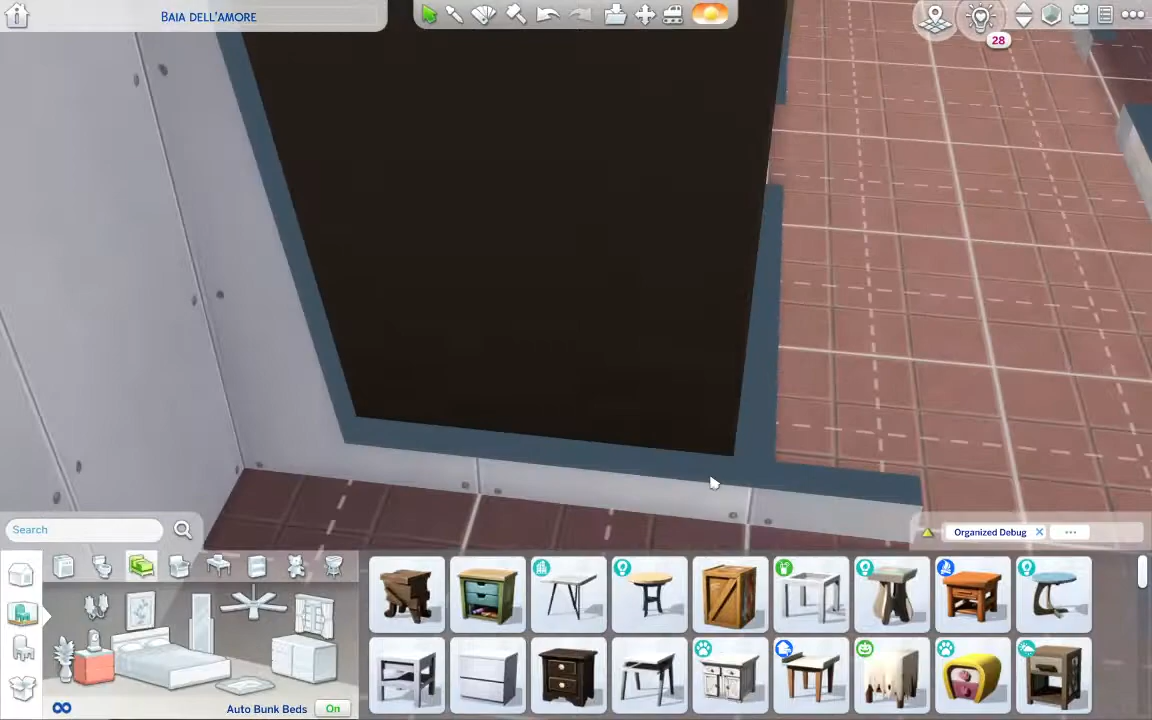 BAIA DELL'AMORE
28
Search
Organized Debug
Auto Bunk Beds
On